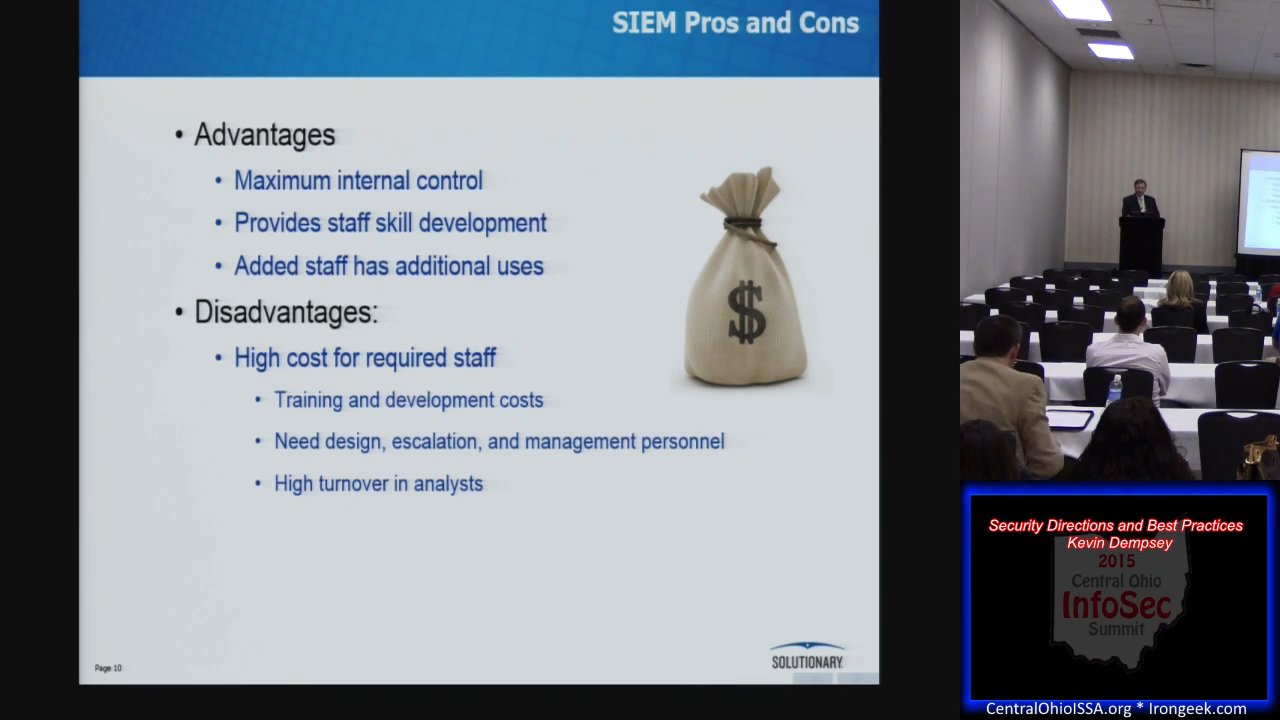 SIEM Pros and Cons
• Advantages
• Maximum internal control
• Provides staff skill development
• Added staff has additional uses
• Disadvantages:
• High cost for required staff
• Training and development costs
• Need design, escalation, and management personnel
• High turnover in analysts
$
Page 10
SOLUTIONARY
Security Directions and Best Practices
Kevin Dempsey
2015
Central Ohio
InfoSec
Summit
CentralOhioISSA.org * Irongeek.com